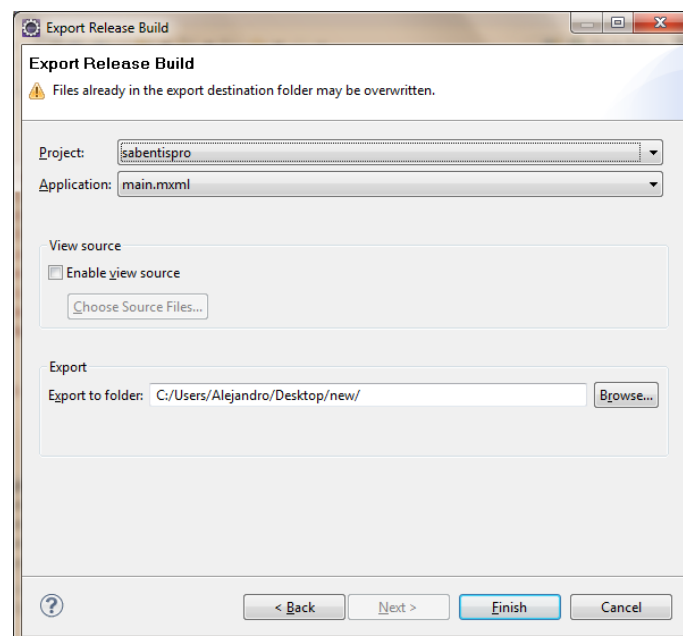 Export Release Build
Export Release Build
Files already in the export destination folder may be overwritten.
Project: sabentispro
Application: main.mxml
View source
Enable view source
Choose Source Files...
Export
Export to folder: C:/Users/Alejandro/Desktop/new/ Browse...
? < Back Next > Finish Cancel